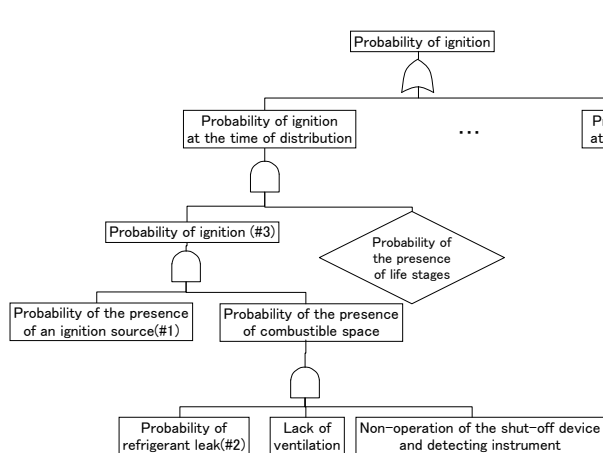 Probability of ignition
Probability of ignition
at the time of distribution
...
at
Probability of ignition (#3)
Probability of
the presence
of life stages
Probability of the presence
of an ignition source(#1)
Probability of the presence
of combustible space
Probability of
refrigerant leak(#2)
Lack of
ventilation
Non-operation of the shut-off device
and detecting instrument